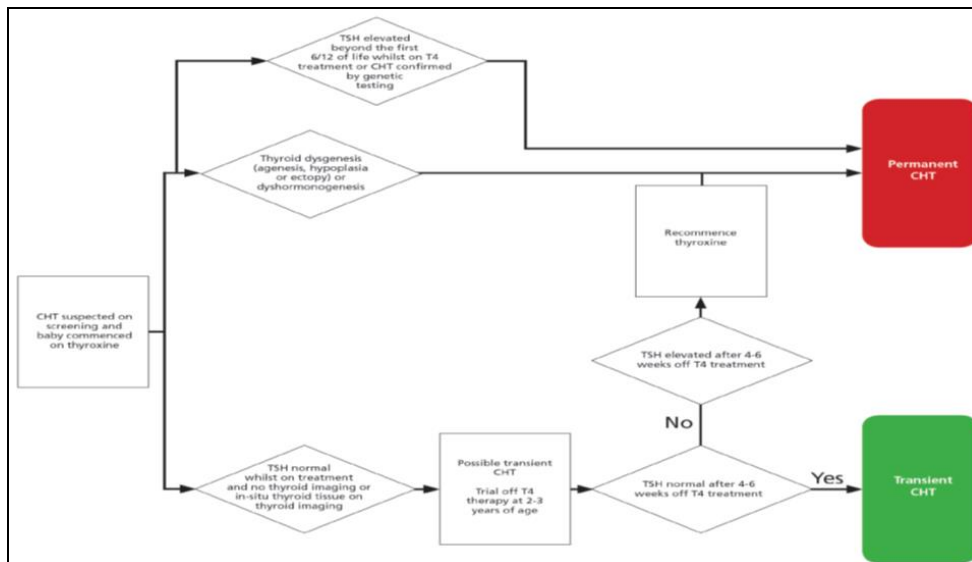 TSH elevated
beyond the first
6/12 of life whilst on T4
treatment or CHT confirmed
by genetic
testing
Thyroid dysgenesis
(agenesis, hypoplasia
or ectopy) or
dyshormonogenesis
Permanent
CHT
Recommence
thyroxine
CHT suspected on
screening and
baby commenced
on thyroxine
TSH elevated after 4-6
weeks off T4 treatment
No
TSH normal
whilst on treatment
and no thyroid imaging or
in-situ thyroid tissue on
thyroid imaging
Possible transient
CHT
Trial off T4
therapy at 2-3
years of age
TSH normal after 4-6
weeks off T4 treatment
Yes
Transient
CHT